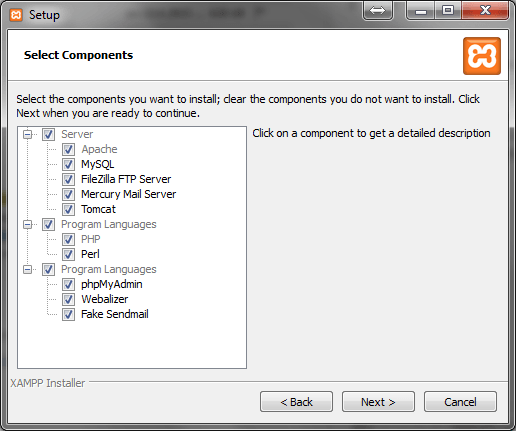 Setup
Select Components
Select the components you want to install; clear the components you do not want to install. Click
Next when you are ready to continue.
Server
Apache
MySQL
FileZilla FTP Server
Mercury Mail Server
Tomcat
Program Languages
PHP
Perl
Program Languages
phpMyAdmin
Webalizer
Fake Sendmail
Click on a component to get a detailed description
XAMPP Installer
< Back
Next >
Cancel